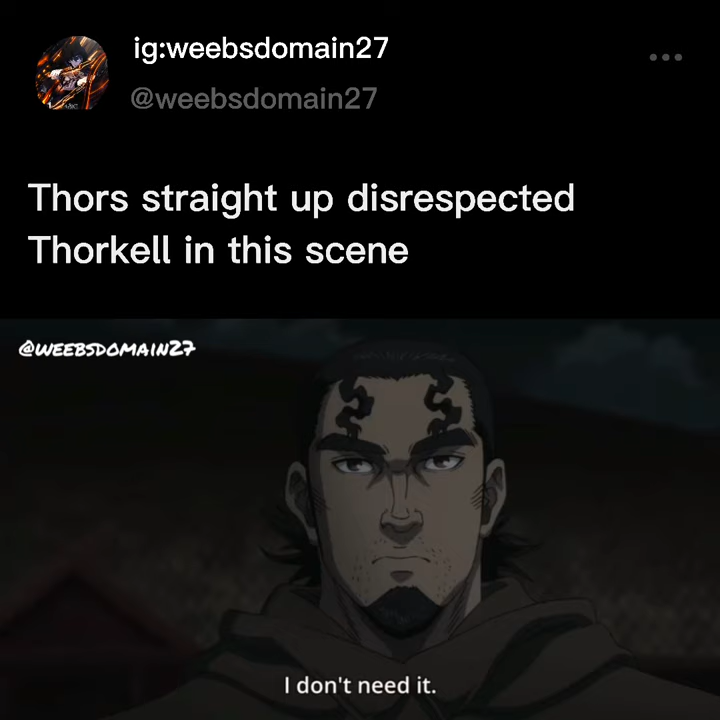 ig:weebsdomain27
@weebsdomain27
Thors straight up disrespected
Thorkell in this scene
@WEEBSDOMAIN27
I don't need it.